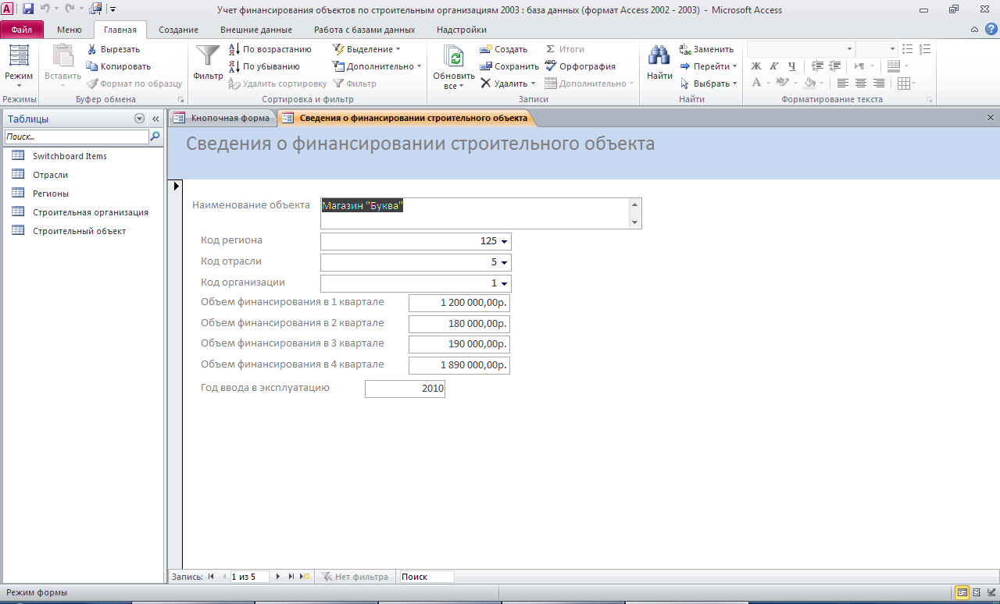 Учет финансирования объектов по строительным организациям 2003 : база данных (формат Access 2002 - 2003) - Microsoft Access
Файл Меню Главная Создание Внешние данные Работа с базами данных Надстройки
Режим
Режимы
Вставить
Вырезать
Копировать
Формат по образцу
Буфер обмена
Фильтр
По возрастанию
По убыванию
Удалить сортировку
Выделение
Дополнительно
Фильтр
Сортировка и фильтр
Обновить
все
Создать
Сохранить
Удалить
Итоги
Орфография
Дополнительно
Записи
Найти
Заменить
Перейти
Выбрать
Найти
Ж К Ч
А
Форматирование текста
Таблицы
Поиск...
Switchboard Items
Отрасли
Регионы
Строительная организация
Строительный объект
Кнопочная форма
Сведения о финансировании строительного объекта
Сведения о финансировании строительного объекта
Наименование объекта Магазин "Буква"
Код региона 125
Код отрасли 5
Код организации 1
Объем финансирования в 1 квартале 1 200 000,00р.
Объем финансирования в 2 квартале 180 000,00р.
Объем финансирования в 3 квартале 190 000,00р.
Объем финансирования в 4 квартале 1 890 000,00р.
Год ввода в эксплуатацию 2010
Запись: 1 из 5 Нет фильтра Поиск
Режим формы